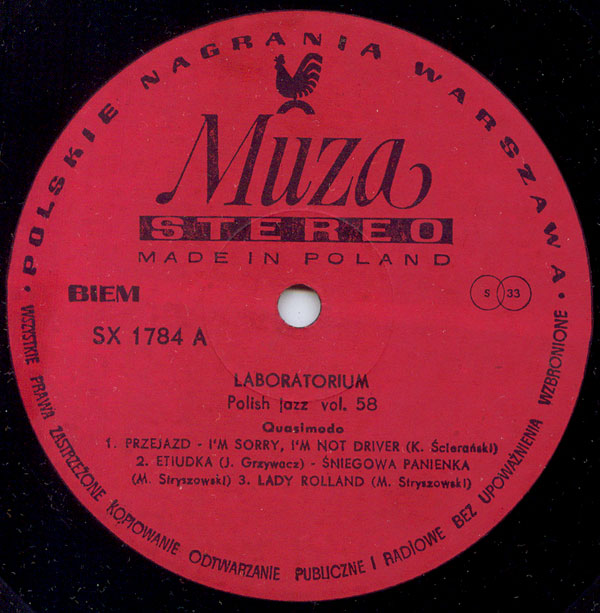 • POLSKIE NAGRANIA WARSZAWA •
Muza
STEREO
MADE IN POLAND
BIEM
S 33
SX 1784 A
LABORATORIUM
Polish jazz vol. 58
Quasimodo
1. PRZEJAZD - I'M SORRY, I'M NOT DRIVER (K. Ścierański)
2. ETIUDKA (J. Grzywacz) - ŚNIEGOWA PANIENKA
(M. Stryszowski) 3. LADY ROLLAND (M. Stryszowski)
WSZYSTKIE PRAWA ZASTRZEŻONE KOPIOWANIE ODTWARZANIE PUBLICZNE I RADIOWE BEZ UPOWAŻNIENIA WZBRONIONE